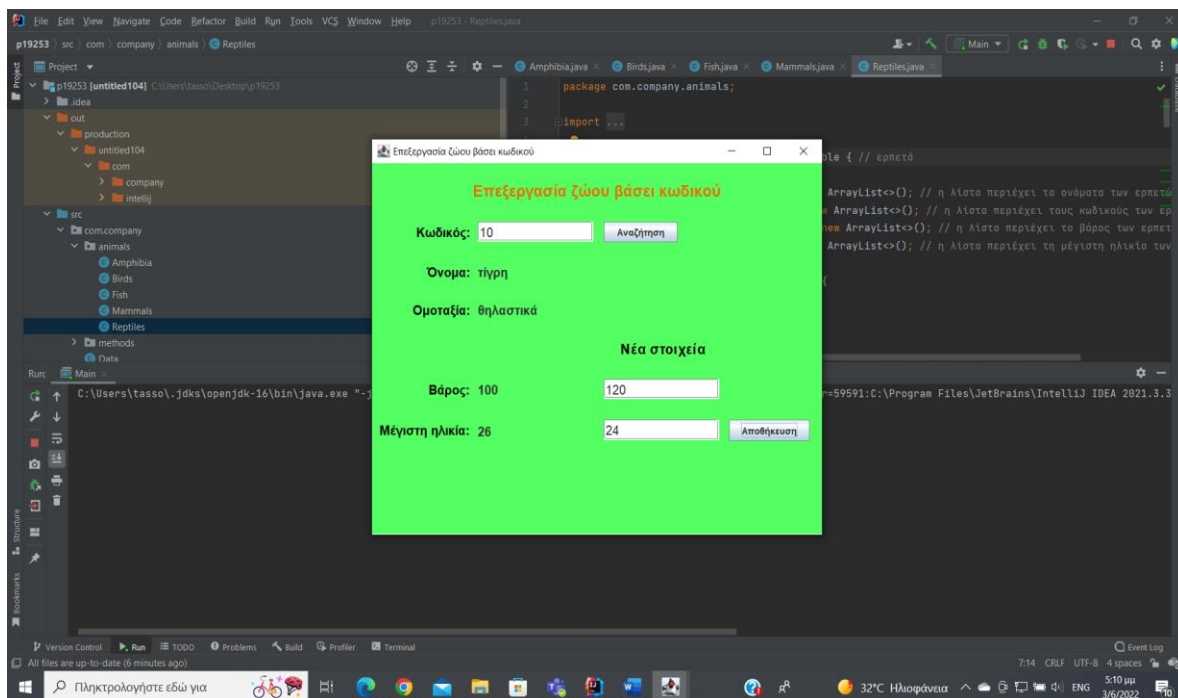 File Edit View Navigate Code Refactor Build Run Tools VCS Window Help p19253 - Reptiles.java
p19253 src com company animals Reptiles Main
Project Amphibia.java Birds.java Fish.java Mammals.java Reptiles.java
p19253 [untitled104] C:\Users\tasso\Desktop\p19253
.idea
out
production
untitled104
com
company
intellij
src
com.company
animals
Amphibia
Birds
Fish
Mammals
Reptiles
methods
Data
1 package com.company.animals;
2
3 import ...
ble { // ερπετά
ArrayList<>(); // η λίστα περιέχει τα ονόματα των ερπετώ
ArrayList<>(); // η λίστα περιέχει τους κωδικούς των ερ
new ArrayList<>(); // η λίστα περιέχει το βάρος των ερπετ
ArrayList<>(); // η λίστα περιέχει τη μέγιστη ηλικία των
{
Επεξεργασία ζώου βάσει κωδικού
Επεξεργασία ζώου βάσει κωδικού
Κωδικός: 10 Αναζήτηση
Όνομα: τίγρη
Ομοταξία: θηλαστικά
Νέα στοιχεία
Βάρος: 100 120
Μέγιστη ηλικία: 26 24 Αποθήκευση
Run: Main
C:\Users\tasso\.jdks\openjdk-16\bin\java.exe "-j
r=59591:C:\Program Files\JetBrains\IntelliJ IDEA 2021.3.3
Project
Structure
Bookmarks
Version Control Run TODO Problems Build Profiler Terminal Event Log
All files are up-to-date (6 minutes ago) 7:14 CRLF UTF-8 4 spaces
Πληκτρολογήστε εδώ για 32°C Ηλιοφάνεια ENG 5:10 μμ
3/6/2022 10